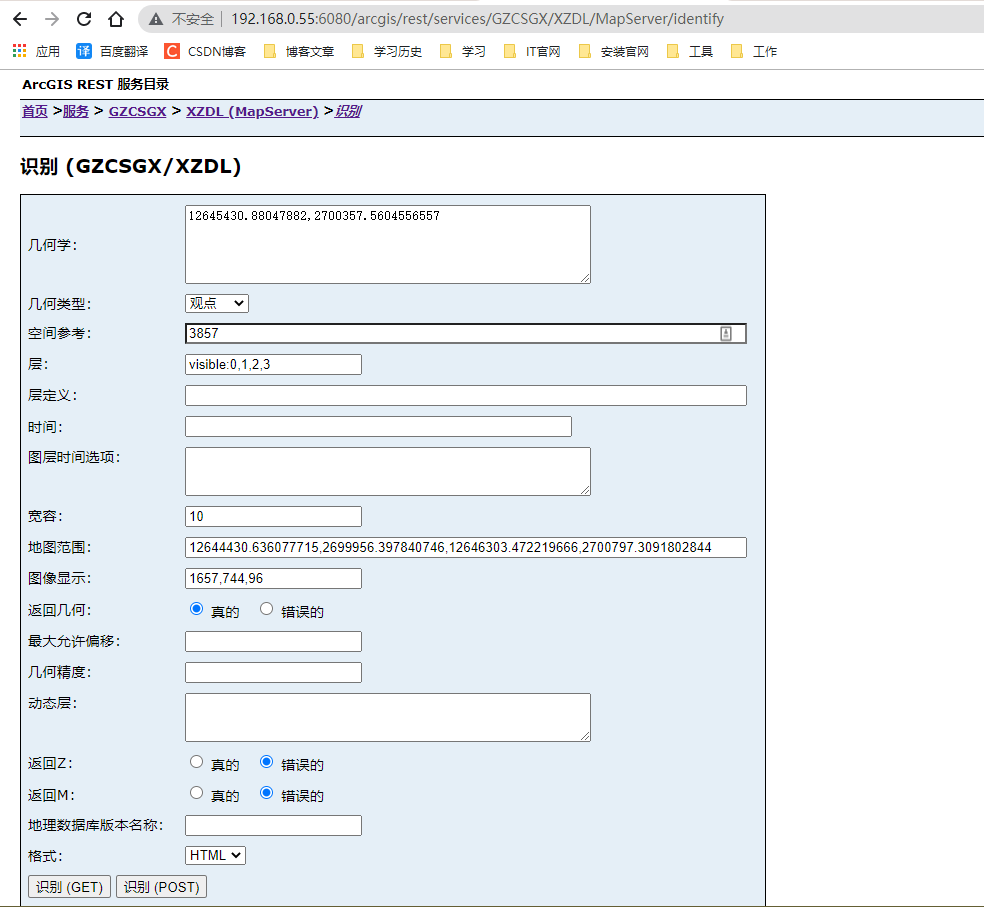 不安全 192.168.0.55:6080/arcgis/rest/services/GZCSGX/XZDL/MapServer/identify
应用 译 百度翻译 C CSDN博客 博客文章 学习历史 学习 IT官网 安装官网 工具 工作
ArcGIS REST 服务目录
首页 >服务 > GZCSGX > XZDL (MapServer) >识别
识别 (GZCSGX/XZDL)
几何学: 12645430.88047882,2700357.5604556557
几何类型: 观点
空间参考: 3857
层: visible:0,1,2,3
层定义:
时间:
图层时间选项:
宽容: 10
地图范围: 12644430.636077715,2699956.397840746,12646303.472219666,2700797.3091802844
图像显示: 1657,744,96
返回几何: 真的 错误的
最大允许偏移:
几何精度:
动态层:
返回Z: 真的 错误的
返回M: 真的 错误的
地理数据库版本名称:
格式: HTML
识别 (GET) 识别 (POST)